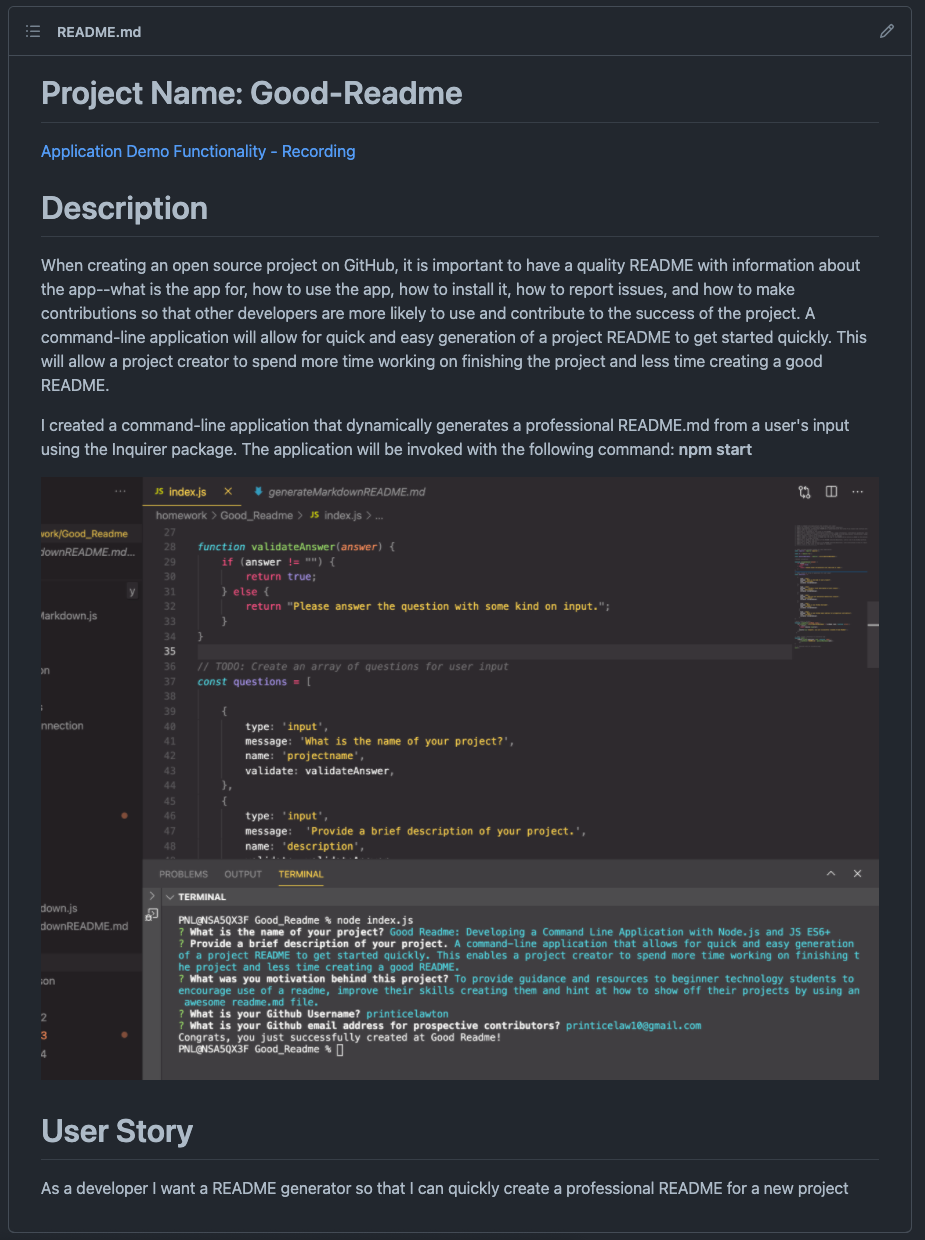 README.md
Project Name: Good-Readme
Application Demo Functionality - Recording
Description
When creating an open source project on GitHub, it is important to have a quality README with information about
the app--what is the app for, how to use the app, how to install it, how to report issues, and how to make
contributions so that other developers are more likely to use and contribute to the success of the project. A
command-line application will allow for quick and easy generation of a project README to get started quickly. This
will allow a project creator to spend more time working on finishing the project and less time creating a good
README.
I created a command-line application that dynamically generates a professional README.md from a user's input
using the Inquirer package. The application will be invoked with the following command: npm start
JS index.js × generateMarkdownREADME.md
work/Good_Readme
homework > Good_Readme > JS index.js > ...
downREADME.md...
27
28 function validateAnswer(answer) {
29 if (answer != "") {
30 return true;
y
31 } else {
32 return "Please answer the question with some kind on input.";
Markdown.js
33 }
34 }
35
36 // TODO: Create an array of questions for user input
on
37 const questions = [
38
39 {
s
40 type: 'input',
nnection
41 message: 'What is the name of your project?',
42 name: 'projectname',
43 validate: validateAnswer,
44 },
45 {
46 type: 'input',
47 message: 'Provide a brief description of your project.',
48 name: 'description',
PROBLEMS OUTPUT TERMINAL
TERMINAL
down.js
downREADME.md
son
2
3
4
PNL@NSA5QX3F Good_Readme % node index.js
? What is the name of your project? Good Readme: Developing a Command Line Application with Node.js and JS ES6+
? Provide a brief description of your project. A command-line application that allows for quick and easy generation
of a project README to get started quickly. This enables a project creator to spend more time working on finishing t
he project and less time creating a good README.
? What was you motivation behind this project? To provide guidance and resources to beginner technology students to
encourage use of a readme, improve their skills creating them and hint at how to show off their projects by using an
awesome readme.md file.
? What is your Github Username? printicelawton
? What is your Github email address for prospective contributors? printicelaw10@gmail.com
Congrats, you just successfully created at Good Readme!
PNL@NSA5QX3F Good_Readme %
User Story
As a developer I want a README generator so that I can quickly create a professional README for a new project